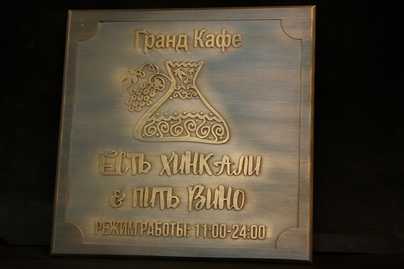 Гранд Кафе
Есть хинкали
& пить вино
РЕЖИМ РАБОТЫ: 11:00-24:00